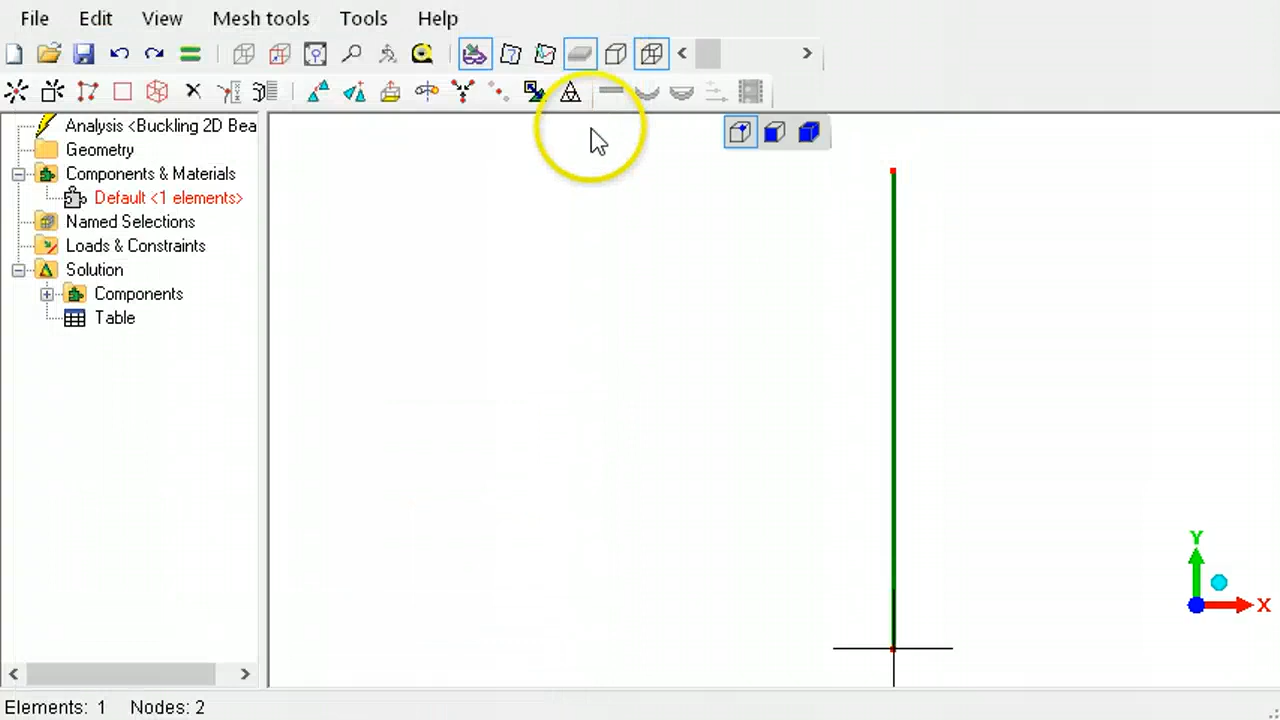 File Edit View Mesh tools Tools Help
Analysis <Buckling 2D Bea
Geometry
Components & Materials
Default <1 elements>
Named Selections
Loads & Constraints
Solution
Components
Table
Y
X
Elements: 1 Nodes: 2